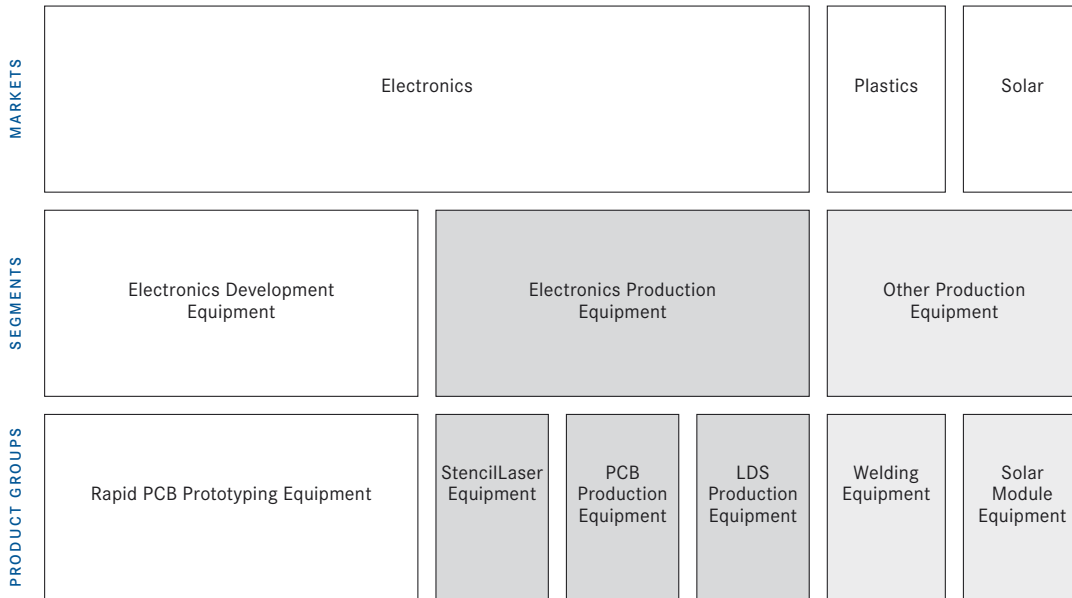 MARKETS
Electronics
Plastics
Solar
SEGMENTS
Electronics Development
Equipment
Electronics Production
Equipment
Other Production
Equipment
PRODUCT GROUPS
Rapid PCB Prototyping Equipment
StencilLaser
Equipment
PCB
Production
Equipment
LDS
Production
Equipment
Welding
Equipment
Solar
Module
Equipment